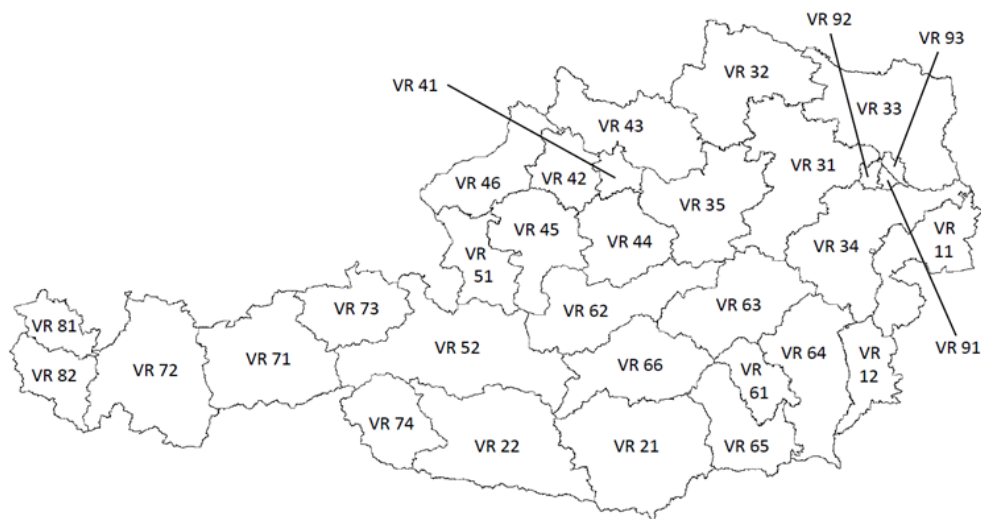 VR 92
VR 93
VR 41
VR 32
VR 33
VR 43
VR 31
VR 42
VR 46
VR 35
VR 45
VR 44
VR 34
VR
11
VR
51
VR 73
VR 62
VR 63
VR 81
VR 52
VR 91
VR 71
VR 72
VR 82
VR 66
VR
61
VR 64
VR
12
VR 74
VR 22
VR 21
VR 65